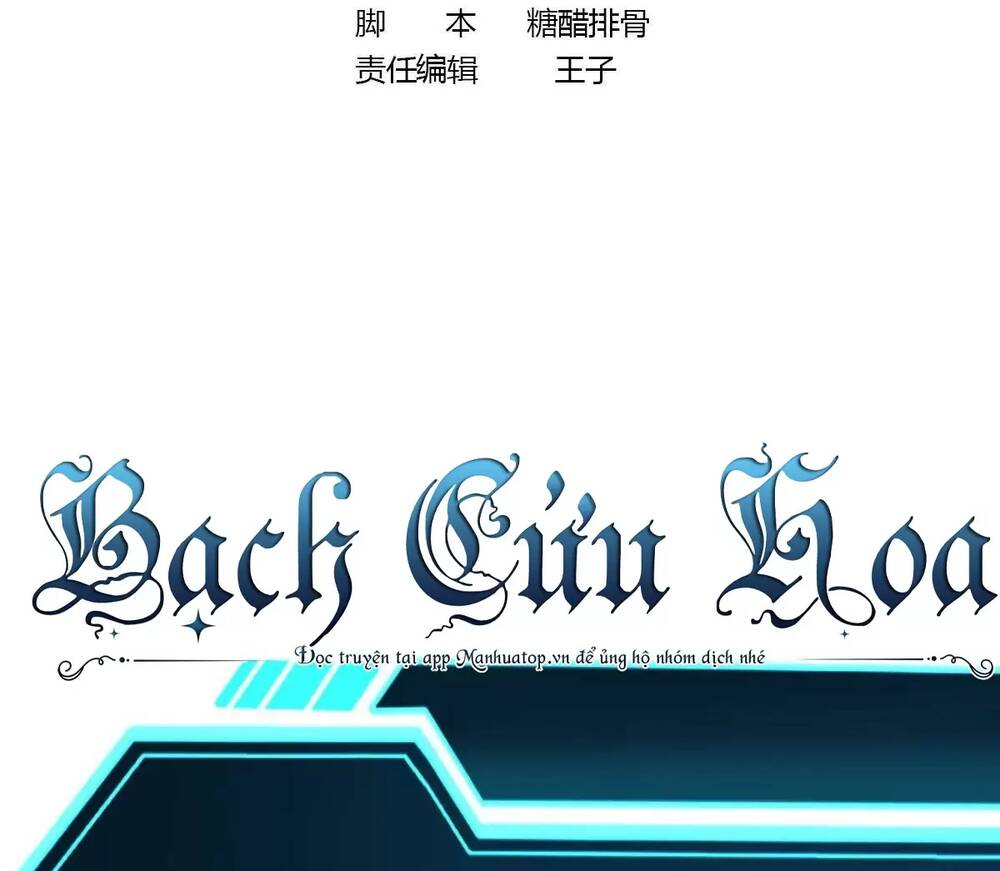 脚本 糖醋排骨
责任编辑 王子
Bạch Cửu Hoa
Đọc truyện tại app Manhuatop.vn để ủng hộ nhóm dịch nhé